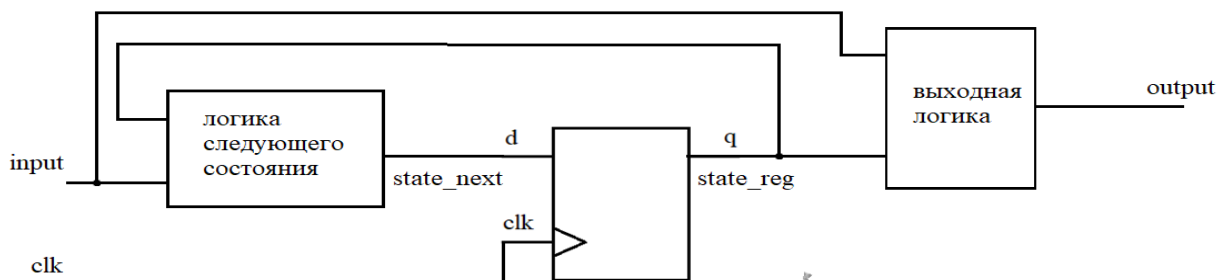 input
clk
логика
следующего
состояния
state_next
d
clk
q
state_reg
выходная
логика
output